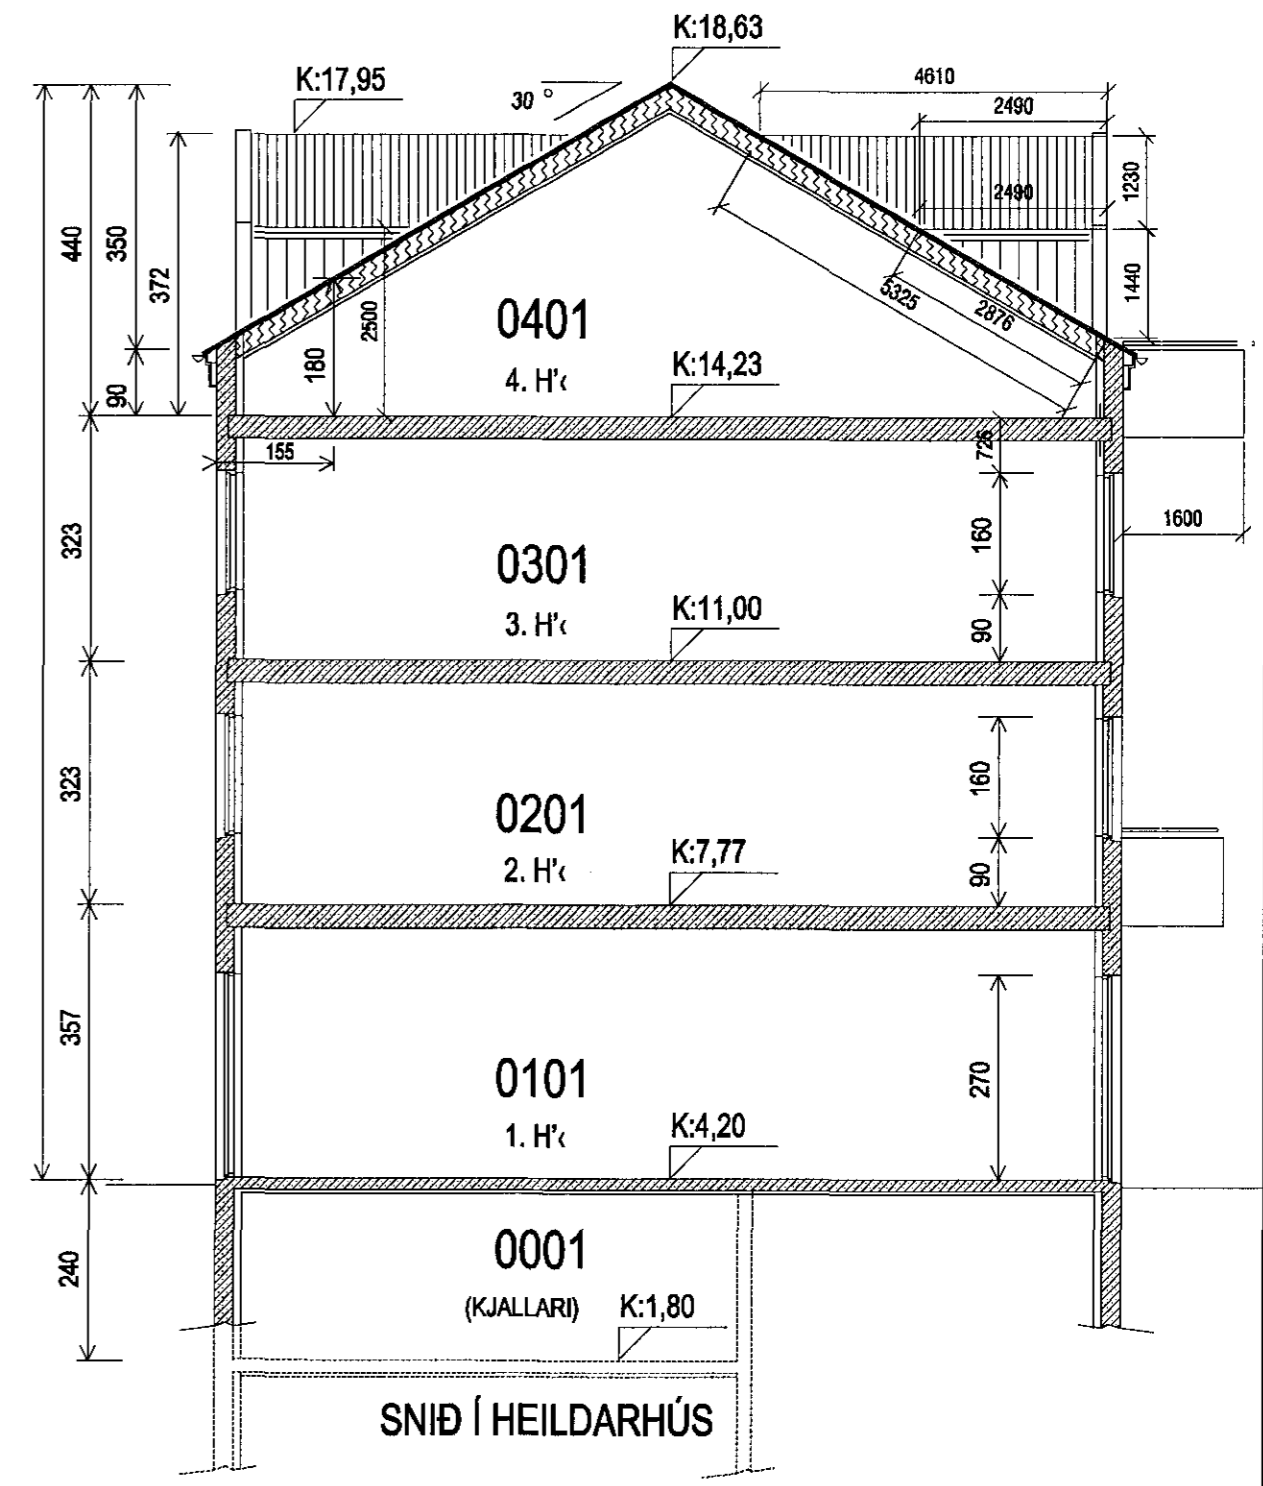 K:18,63
K:17,95
30 °
4610
2490
2490
1230
1440
440
350
372
90
2500
180
5325
2876
0401
4. H'‹
K:14,23
155
726
323
160
1600
0301
3. H'‹
K:11,00
90
323
160
0201
2. H'‹
K:7,77
90
357
270
0101
1. H'‹
K:4,20
240
0001
(KJALLARI)
K:1,80
SNIÐ Í HEILDARHÚS